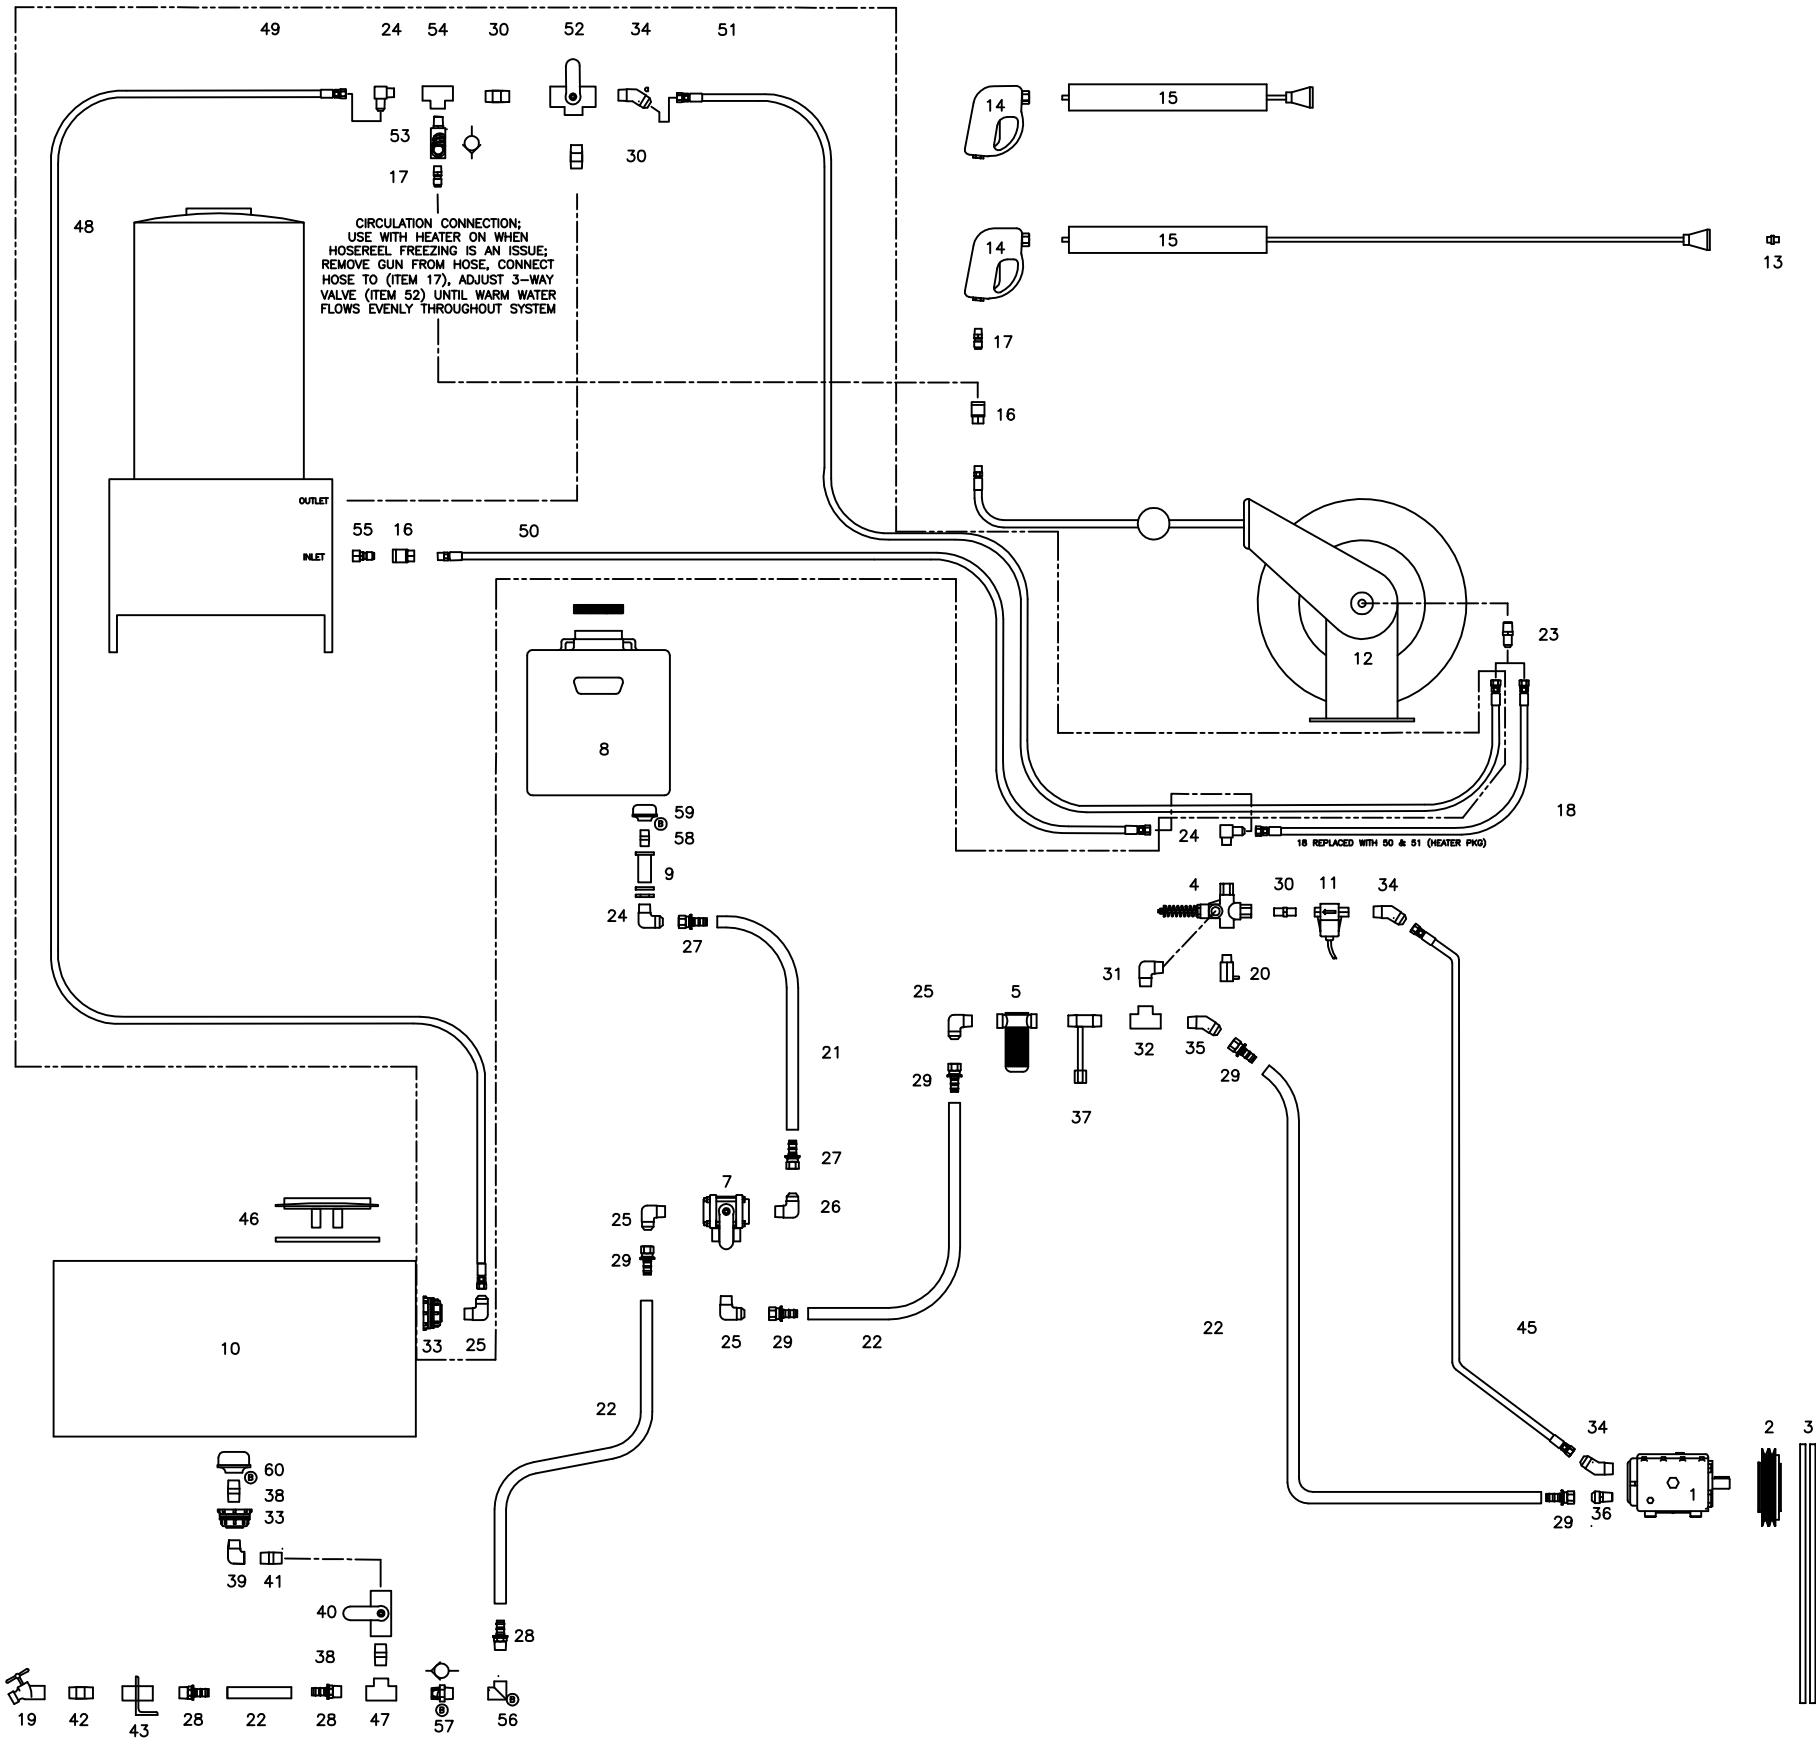 49 24 54 30 52 34 51
14 15
53
30
17
48
CIRCULATION CONNECTION;
USE WITH HEATER ON WHEN
HOSEREEL FREEZING IS AN ISSUE;
REMOVE GUN FROM HOSE, CONNECT
HOSE TO (ITEM 17), ADJUST 3-WAY
VALVE (ITEM 52) UNTIL WARM WATER
FLOWS EVENLY THROUGHOUT SYSTEM
14 15
13
17
16
OUTLET
55 16 50
INLET
23
12
8
59
B
58
18
24
18 REPLACED WITH 50 & 51 (HEATER PKG)
9
4 30 11 34
24
27
31 20
25 5
21
32 35
29 29
37
27
7
26
25
46
29
33 25
10
25 29 22
22 45
22
34 2 3
60
B
38
1
33
36
29
39 41
40
28
38
B
B
19 42 43 28 22 28 47 57 56